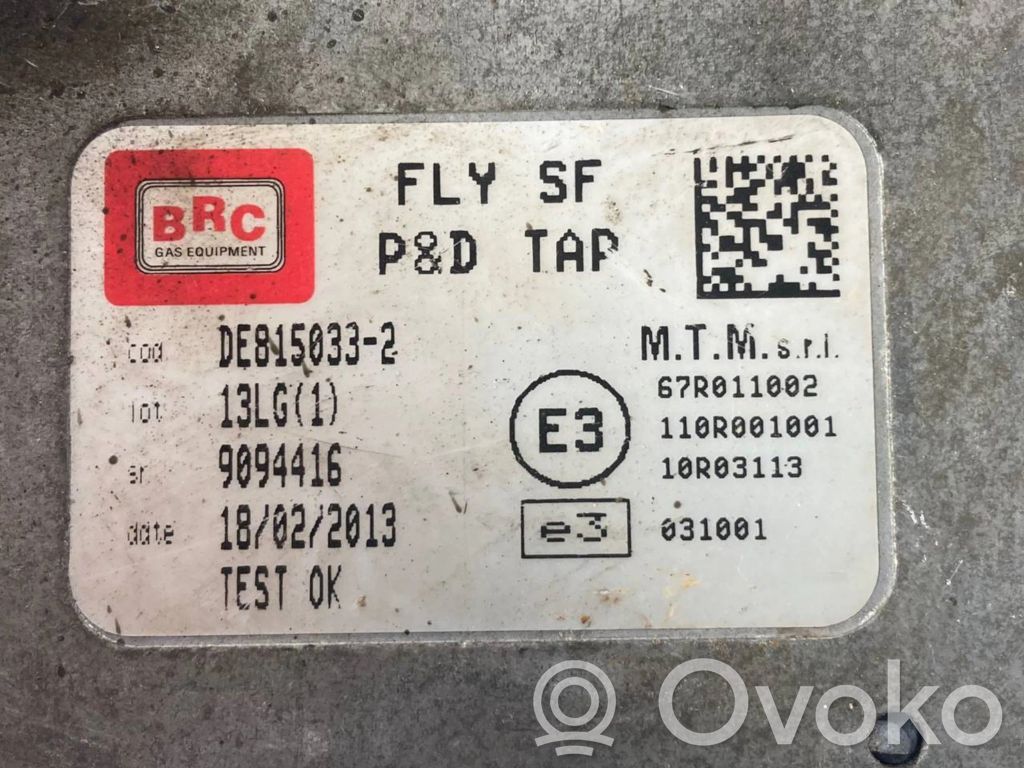 BRC
GAS EQUIPMENT
FLY SF
P&D TAP
cod DE815033-2
lot 13LG(1)
sr 9094416
date 18/02/2013
TEST OK
M.T.M.s.r.l.
E3
67R011002
110R001001
10R03113
e3
031001
Ovoko